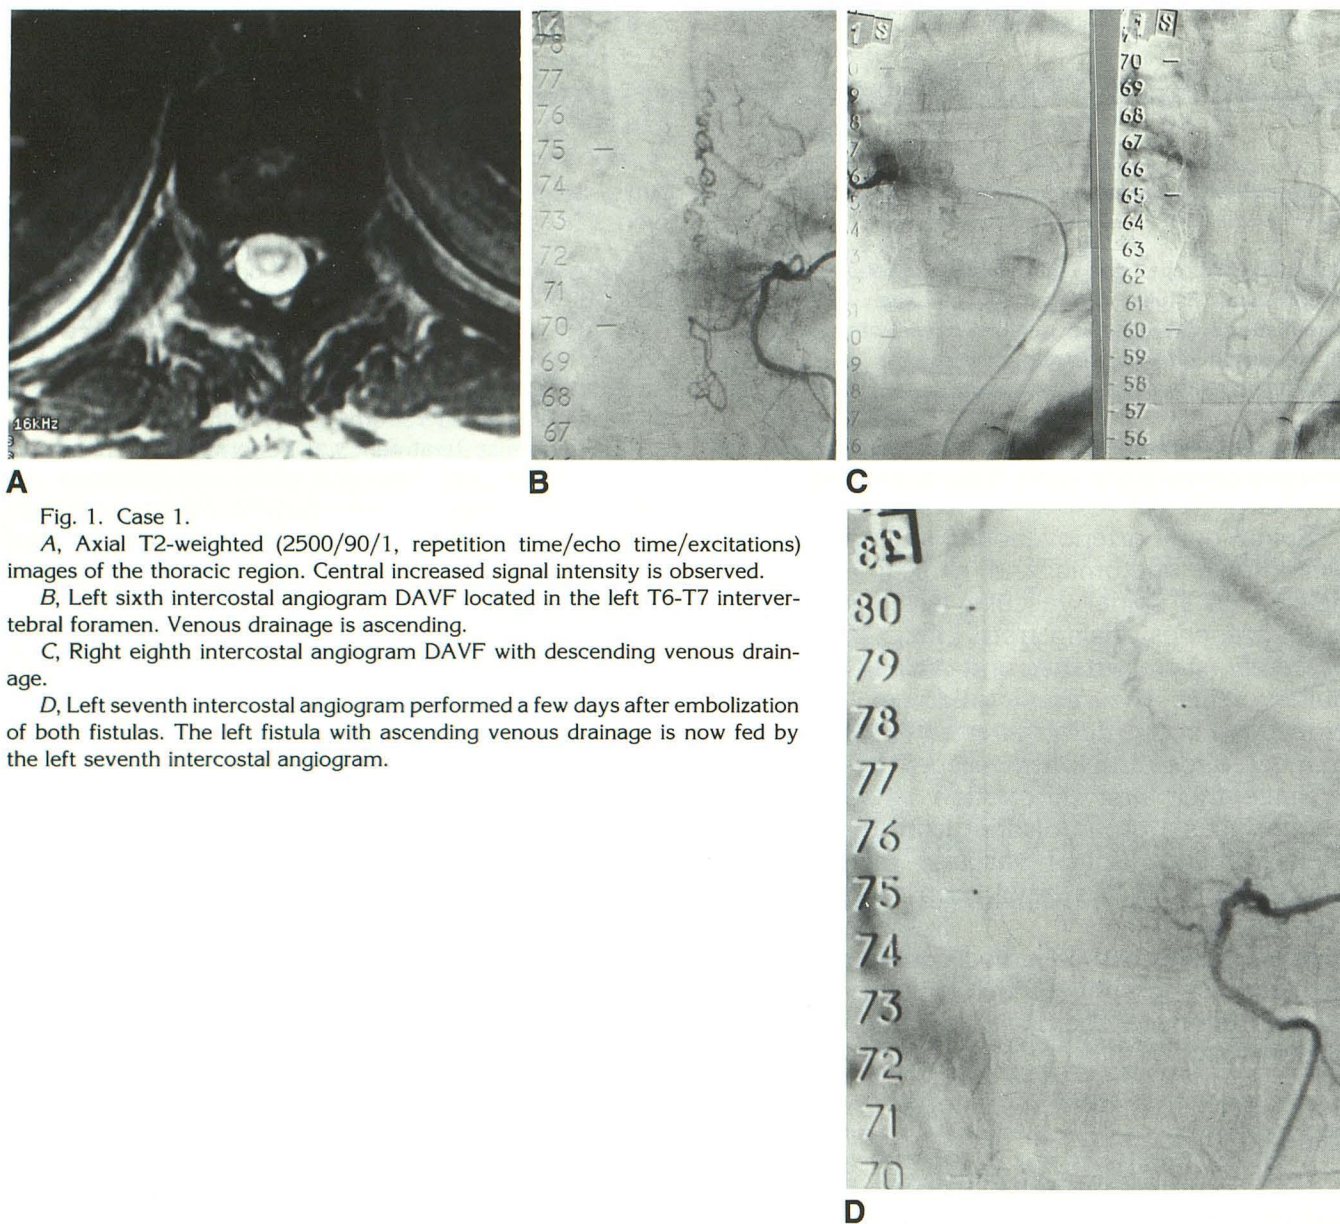 78
77
76
75
74
73
72
71
70
69
68
67
S
S
70
69
68
67
66
65
64
63
62
61
60
59
58
57
56
16kHz
A
B
C
Fig. 1. Case 1.
A, Axial T2-weighted (2500/90/1, repetition time/echo time/excitations)
images of the thoracic region. Central increased signal intensity is observed.
B, Left sixth intercostal angiogram DAVF located in the left T6-T7 interver-
tebral foramen. Venous drainage is ascending.
C, Right eighth intercostal angiogram DAVF with descending venous drain-
age.
D, Left seventh intercostal angiogram performed a few days after embolization
of both fistulas. The left fistula with ascending venous drainage is now fed by
the left seventh intercostal angiogram.
80
79
78
77
76
75
74
73
72
71
70
D